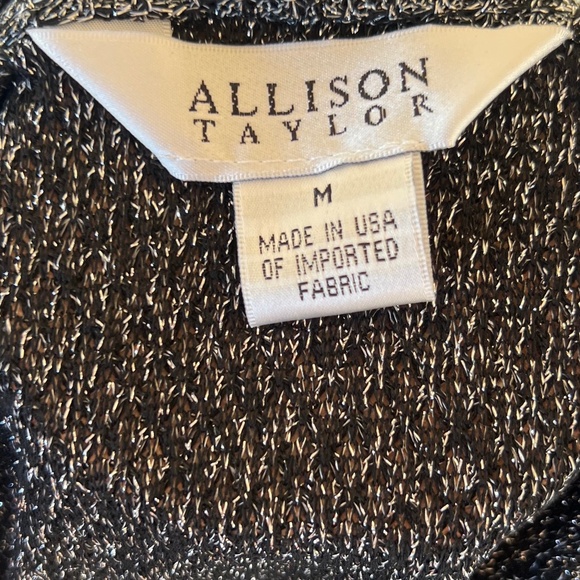 ALLISON
TAYLOR
M
MADE IN USA
OF IMPORTED
FABRIC